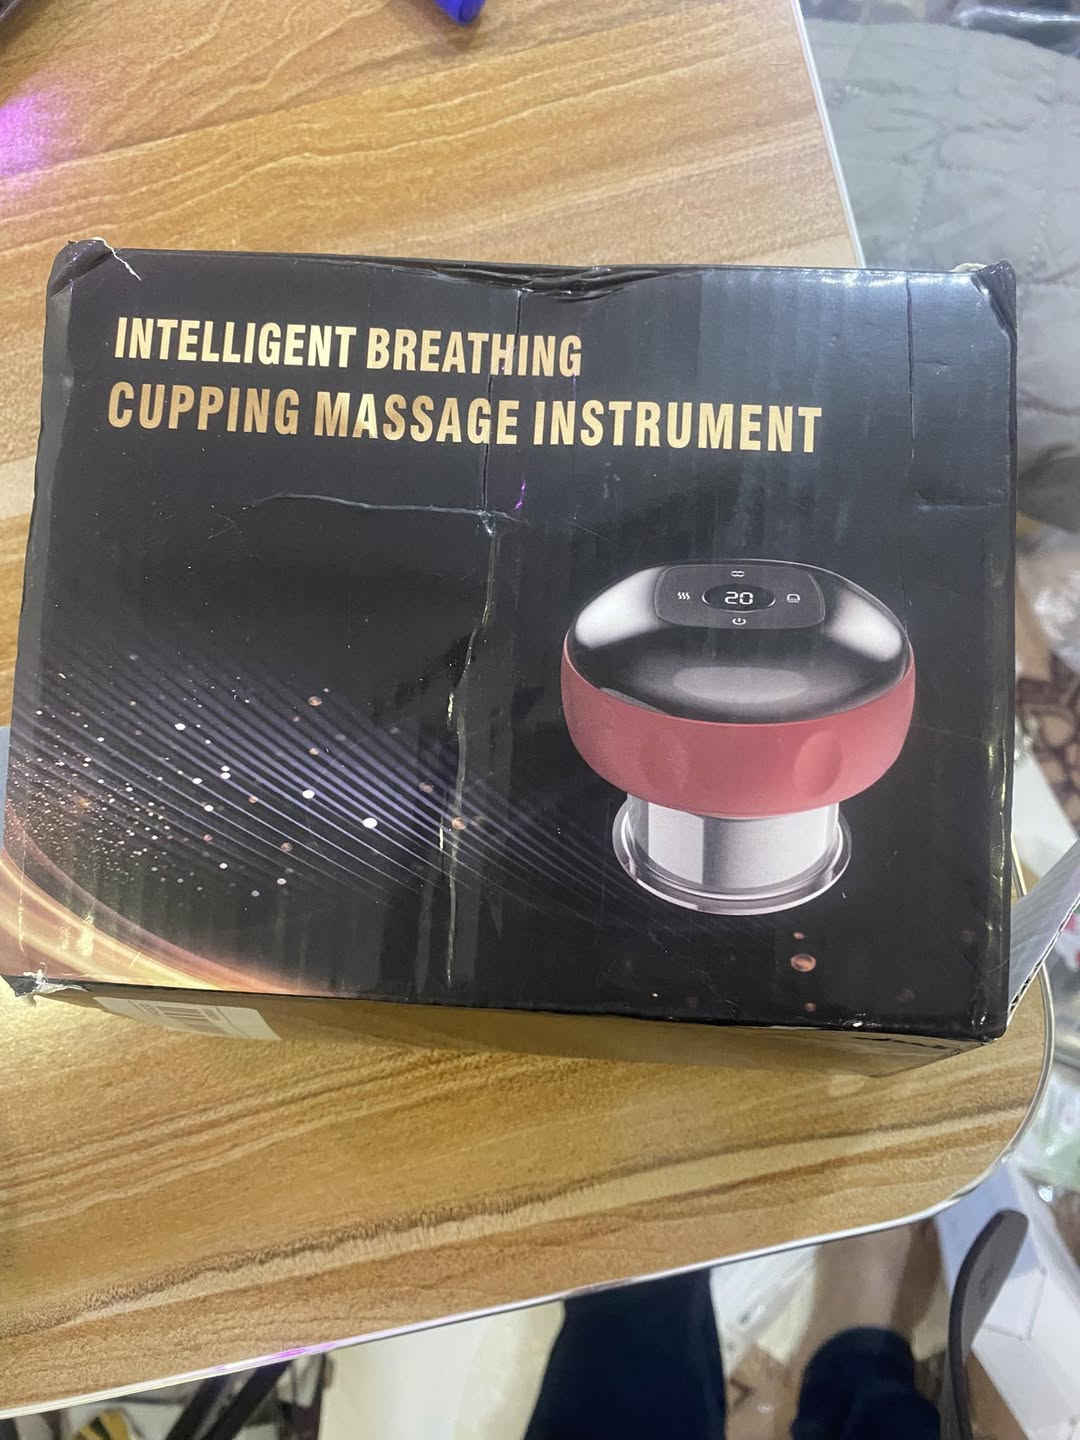 INTELLIGENT BREATHING
CUPPING MASSAGE INSTRUMENT
20